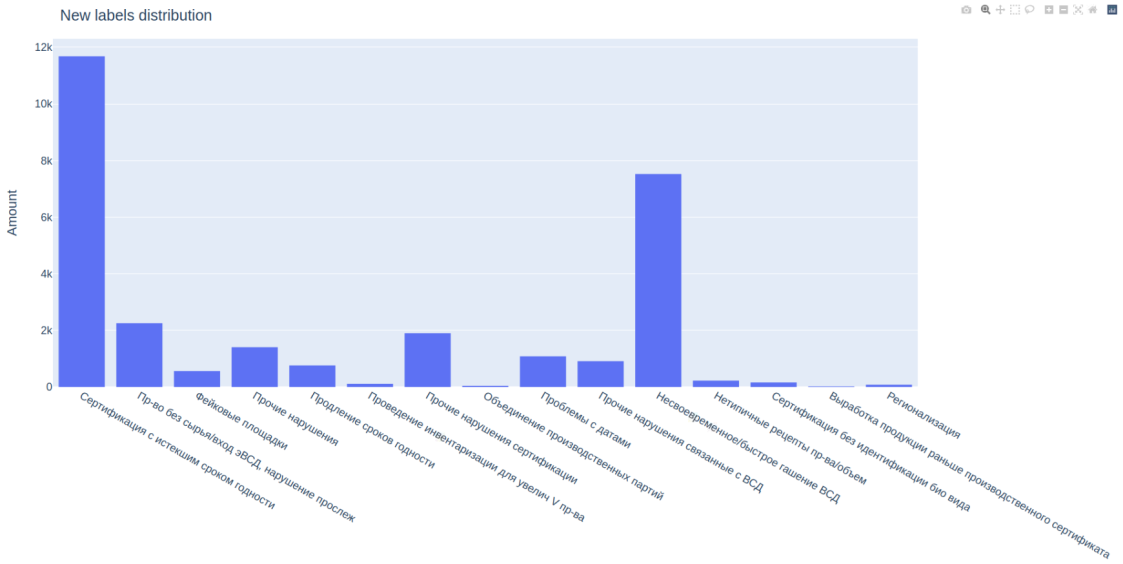 New labels distribution
12k
10k
8k
6k
4k
2k
0
Amount
Сертификация с истекшим сроком годности
Пр-во без сырья/вход эВСД, нарушение прослеж
Фейковые площадки
Прочие нарушения
Продление сроков годности
Проведение инвентаризации для увелич V пр-ва
Прочие нарушения сертификации
Объединение производственных партий
Проблемы с датами
Прочие нарушения связанные с ВСД
Несвоевременное/быстрое гашение ВСД
Нетипичные рецепты пр-ва/объем
Сертификация без идентификации био вида
Выработка продукции раньше производственного сертификата
Регионализация